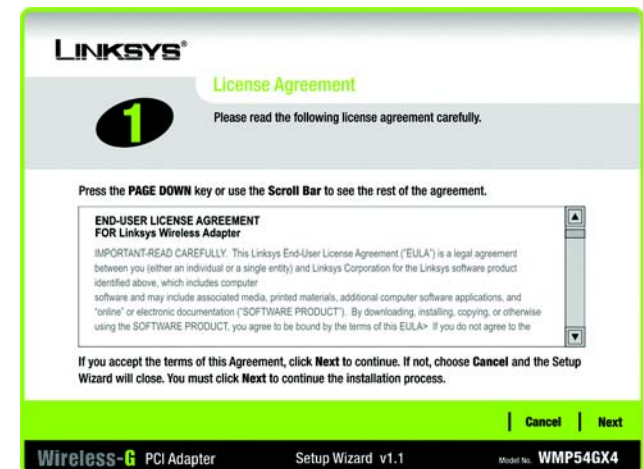 LINKSYS®
License Agreement
1
Please read the following license agreement carefully.
Press the PAGE DOWN key or use the Scroll Bar to see the rest of the agreement.
END-USER LICENSE AGREEMENT
FOR Linksys Wireless Adapter
IMPORTANT-READ CAREFULLY. This Linksys End-User License Agreement ("EULA") is a legal agreement
between you (either an individual or a single entity) and Linksys Corporation for the Linksys software product
identified above, which includes computer
software and may include associated media, printed materials, additional computer software applications, and
"online" or electronic documentation ("SOFTWARE PRODUCT"). By downloading, installing, copying, or otherwise
using the SOFTWARE PRODUCT, you agree to be bound by the terms of this EULA> If you do not agree to the
If you accept the terms of this Agreement, click Next to continue. If not, choose Cancel and the Setup
Wizard will close. You must click Next to continue the installation process.
Cancel Next
Wireless-G PCI Adapter Setup Wizard v1.1 Model No. WMP54GX4